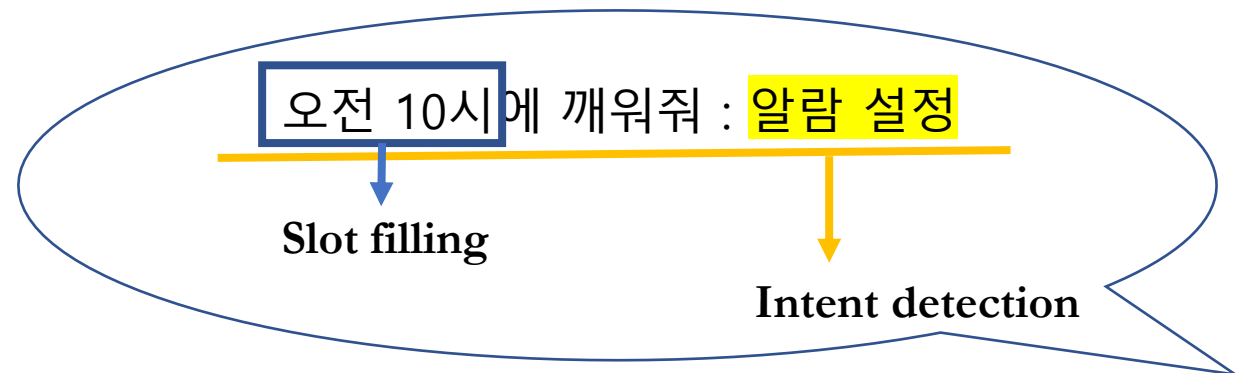 오전 10시에 깨워줘 : 알람 설정
Slot filling
Intent detection